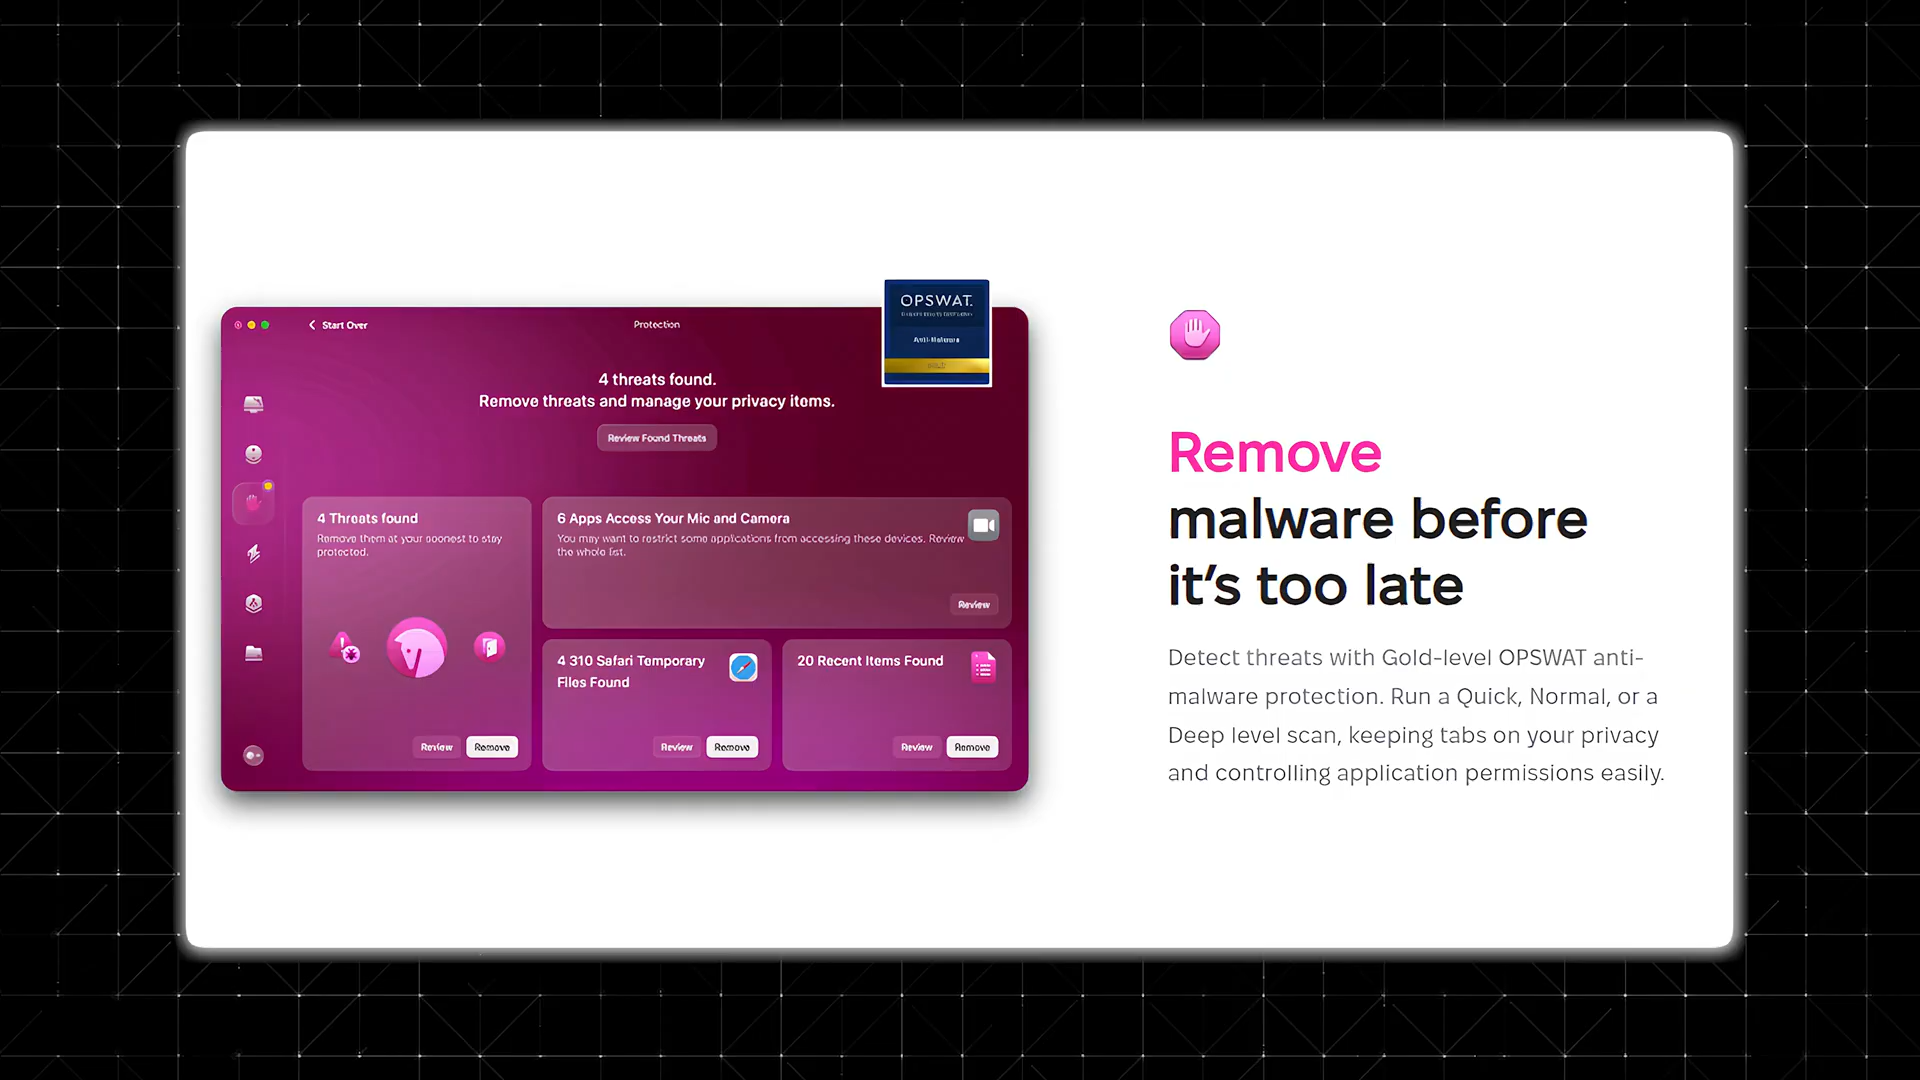 Start Over
Protection
OPSWAT.
Anti-Malware
4 threats found.
Remove threats and manage your privacy items.
Review Found Threats
4 Threats found
Remove them at your soonest to stay
protected.
Review
Remove
6 Apps Access Your Mic and Camera
You may want to restrict some applications from accessing these devices. Review
the whole list.
Review
4 310 Safari Temporary
Files Found
Review
Remove
20 Recent Items Found
Review
Remove
Remove
malware before
it’s too late
Detect threats with Gold-level OPSWAT anti-
malware protection. Run a Quick, Normal, or a
Deep level scan, keeping tabs on your privacy
and controlling application permissions easily.